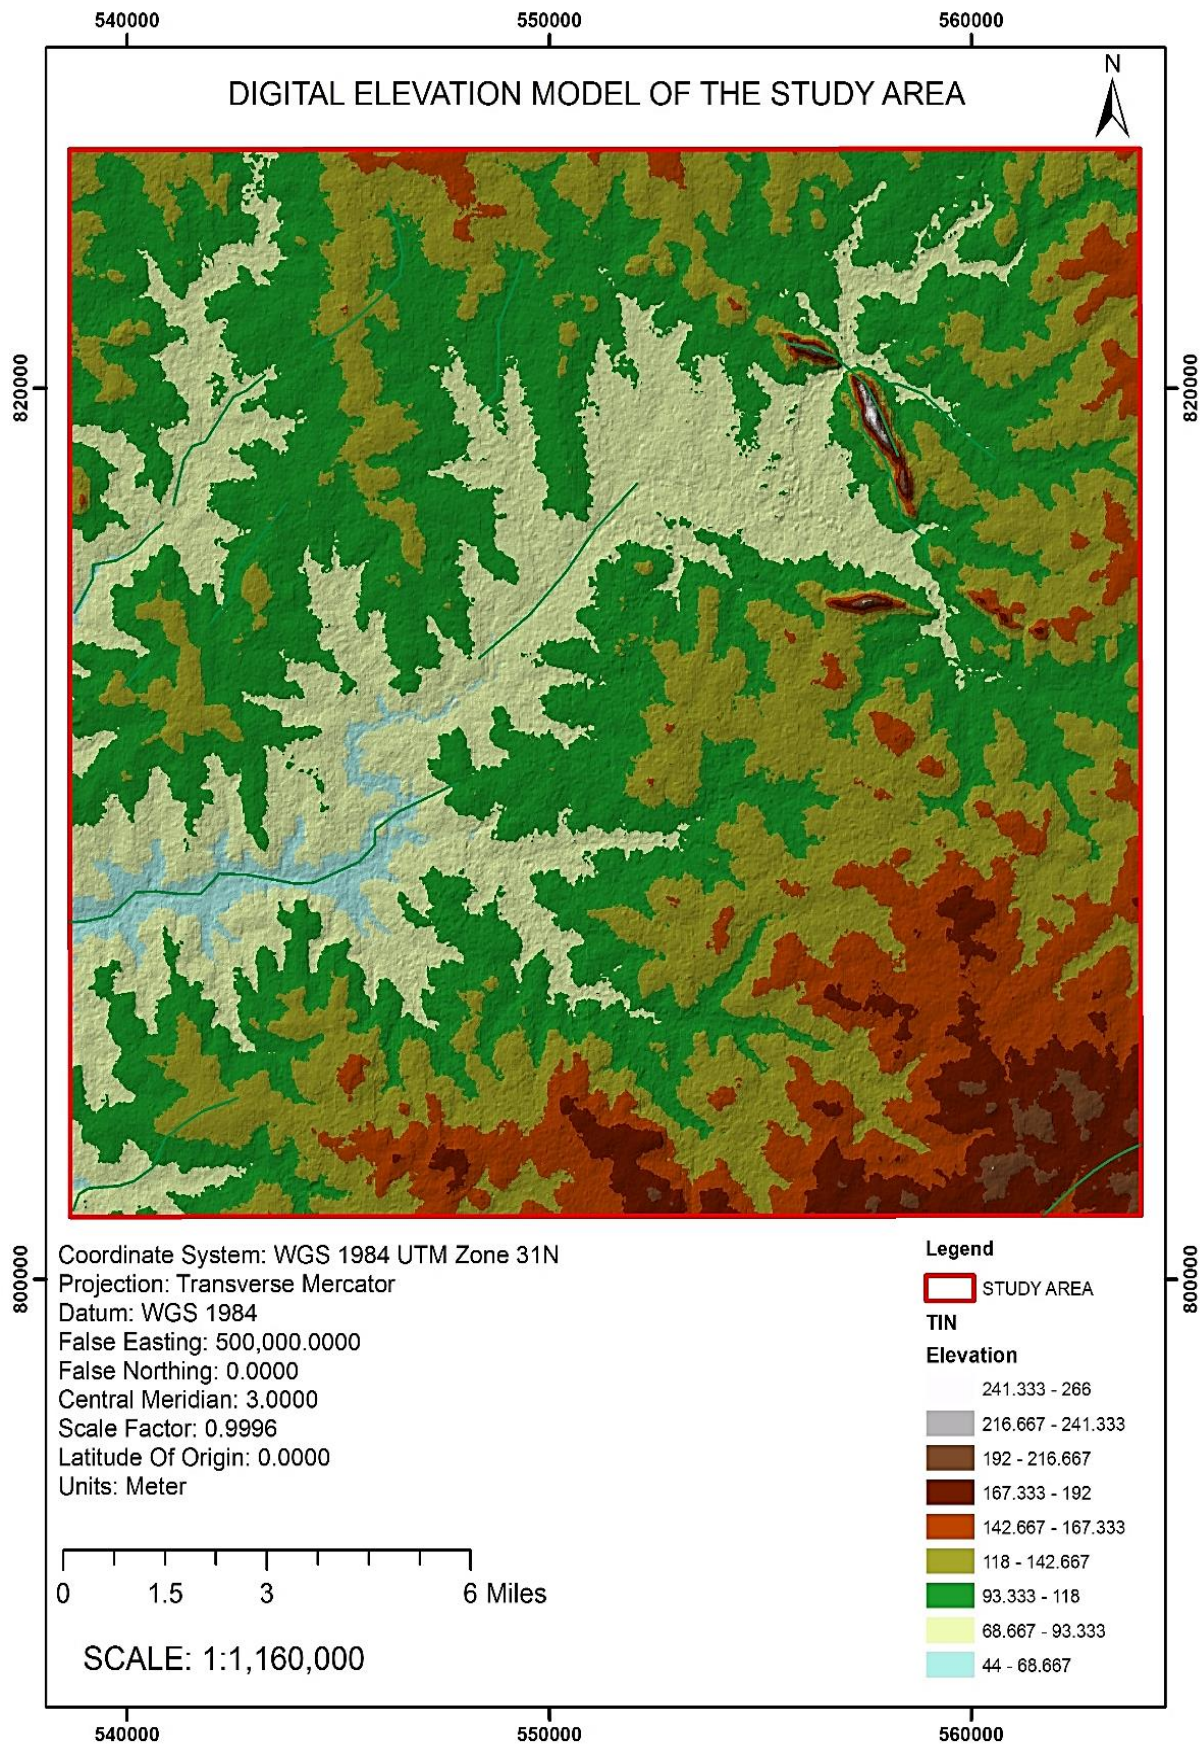 540000
550000
560000
DIGITAL ELEVATION MODEL OF THE STUDY AREA
N
820000
820000
800000
800000
Coordinate System: WGS 1984 UTM Zone 31N
Projection: Transverse Mercator
Datum: WGS 1984
False Easting: 500,000.0000
False Northing: 0.0000
Central Meridian: 3.0000
Scale Factor: 0.9996
Latitude Of Origin: 0.0000
Units: Meter
0 1.5 3 6 Miles
SCALE: 1:1,160,000
Legend
STUDY AREA
TIN
Elevation
241.333 - 266
216.667 - 241.333
192 - 216.667
167.333 - 192
142.667 - 167.333
118 - 142.667
93.333 - 118
68.667 - 93.333
44 - 68.667
540000
550000
560000